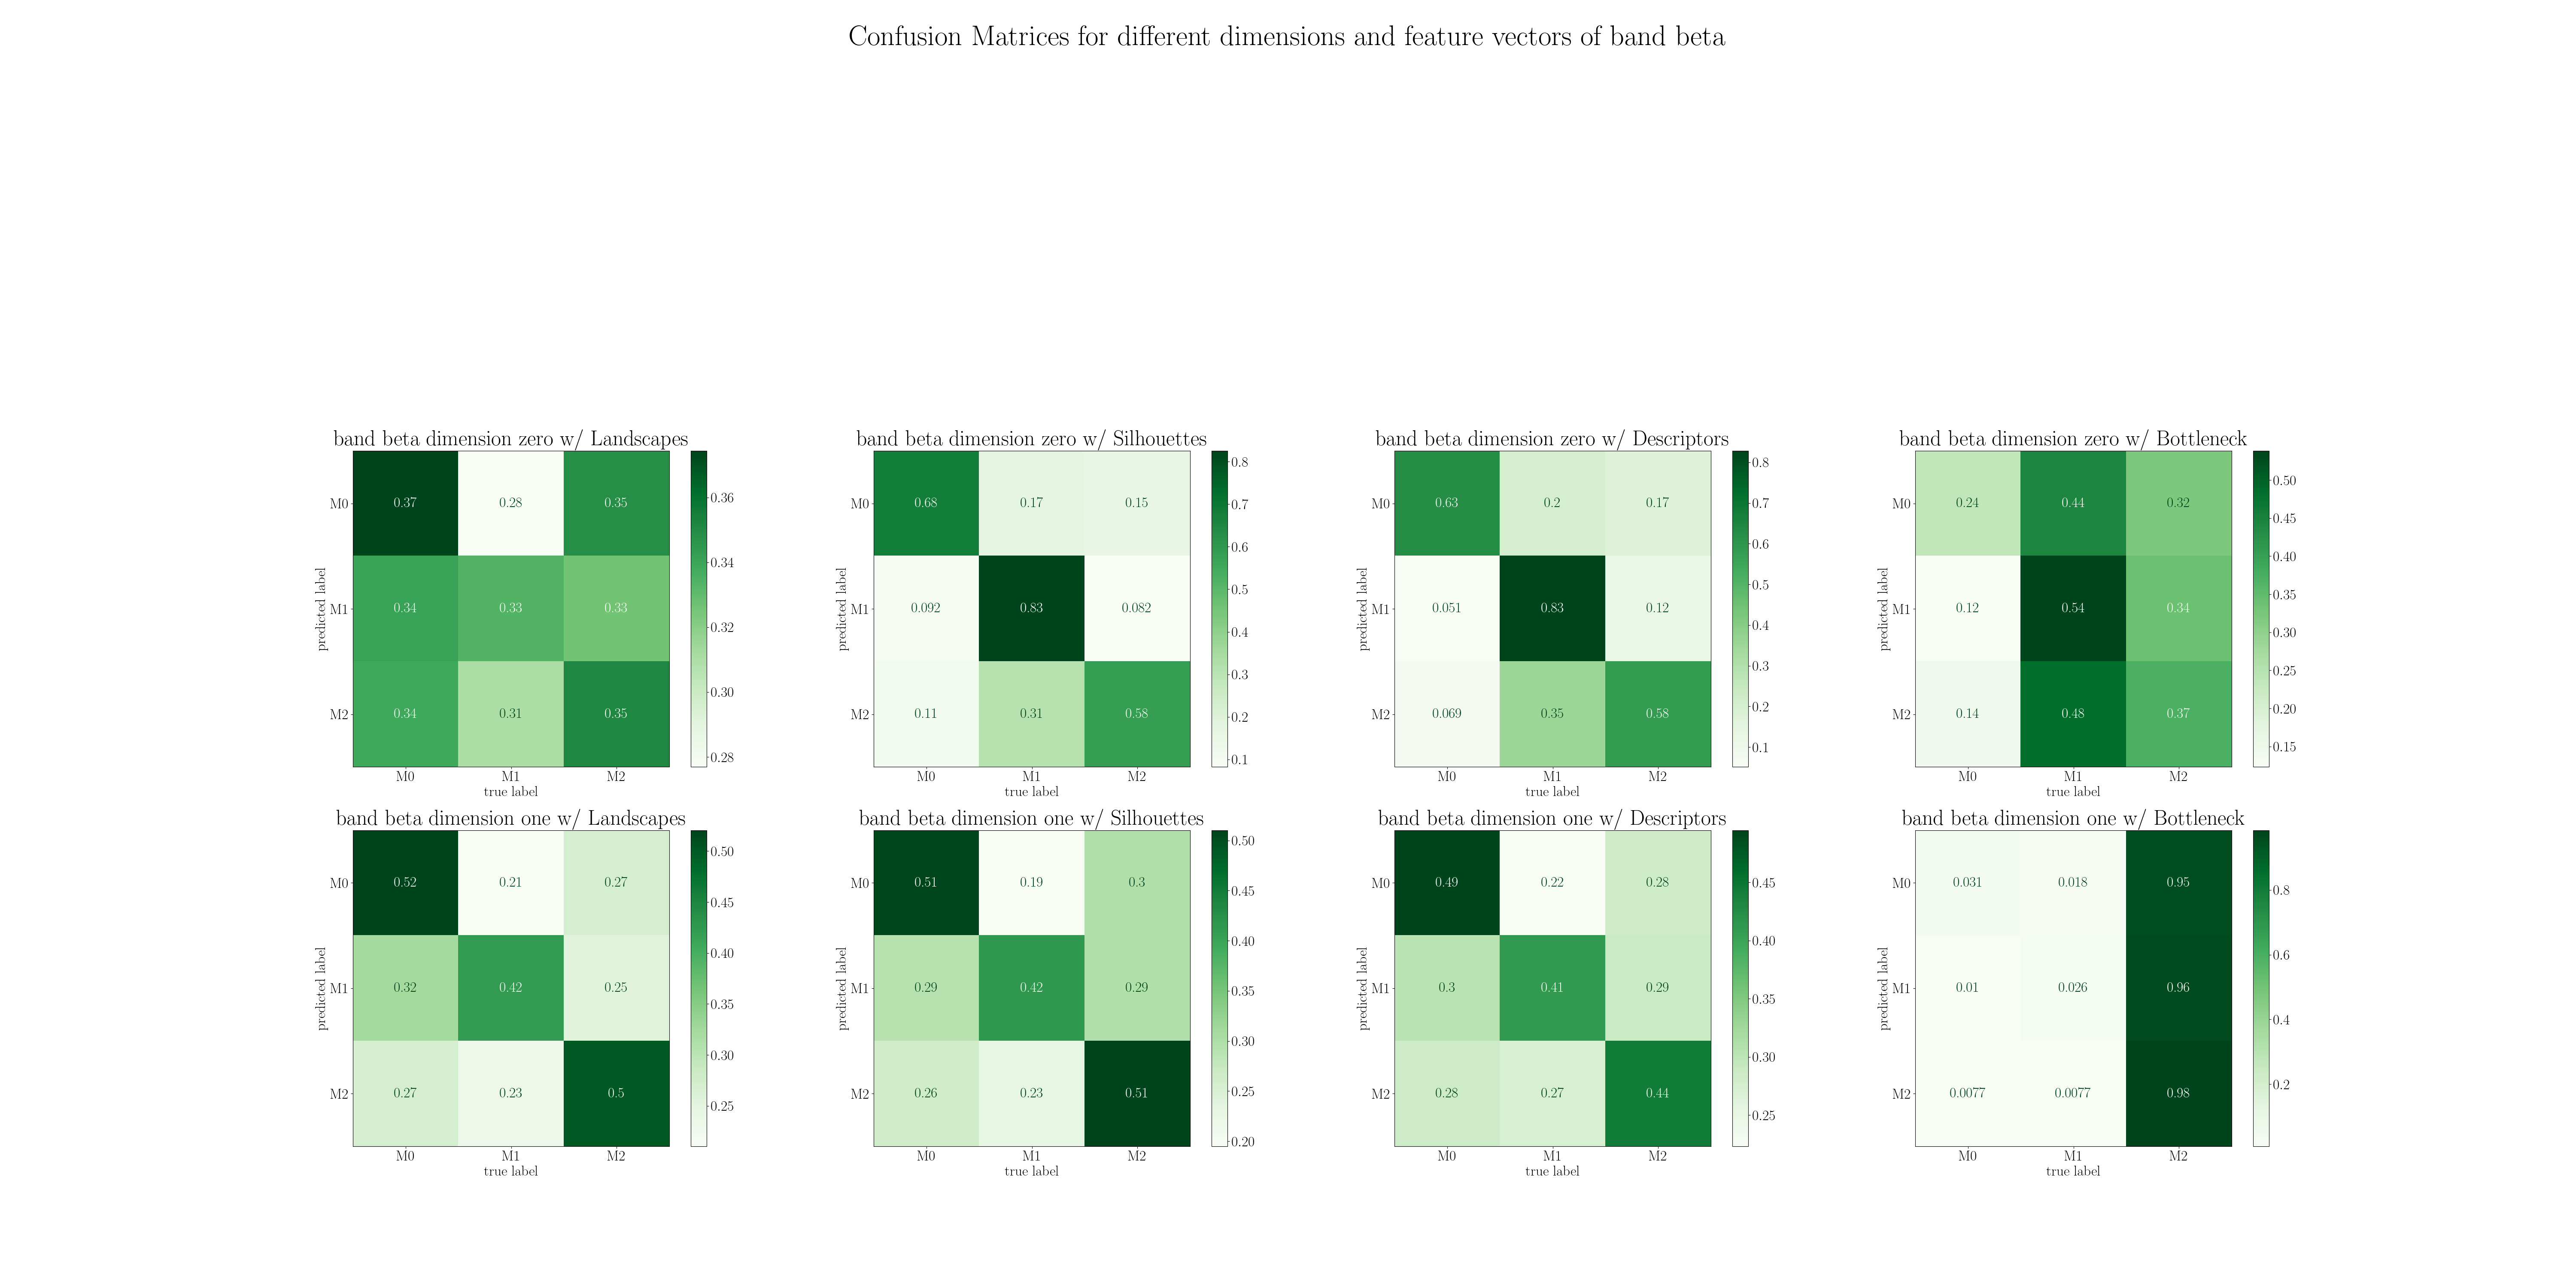 Confusion Matrices for different dimensions and feature vectors of band beta
band beta dimension zero w/ Landscapes
predicted label
M0 0.37 0.28 0.35
M1 0.34 0.33 0.33
M2 0.34 0.31 0.35
M0 M1 M2
true label
0.36
0.34
0.32
0.30
0.28
band beta dimension zero w/ Silhouettes
predicted label
M0 0.68 0.17 0.15
M1 0.092 0.83 0.082
M2 0.11 0.31 0.58
M0 M1 M2
true label
0.8
0.7
0.6
0.5
0.4
0.3
0.2
0.1
band beta dimension zero w/ Descriptors
predicted label
M0 0.63 0.2 0.17
M1 0.051 0.83 0.12
M2 0.069 0.35 0.58
M0 M1 M2
true label
0.8
0.7
0.6
0.5
0.4
0.3
0.2
0.1
band beta dimension zero w/ Bottleneck
predicted label
M0 0.24 0.44 0.32
M1 0.12 0.54 0.34
M2 0.14 0.48 0.37
M0 M1 M2
true label
0.50
0.45
0.40
0.35
0.30
0.25
0.20
0.15
band beta dimension one w/ Landscapes
predicted label
M0 0.52 0.21 0.27
M1 0.32 0.42 0.25
M2 0.27 0.23 0.5
M0 M1 M2
true label
0.50
0.45
0.40
0.35
0.30
0.25
band beta dimension one w/ Silhouettes
predicted label
M0 0.51 0.19 0.3
M1 0.29 0.42 0.29
M2 0.26 0.23 0.51
M0 M1 M2
true label
0.50
0.45
0.40
0.35
0.30
0.25
0.20
band beta dimension one w/ Descriptors
predicted label
M0 0.49 0.22 0.28
M1 0.3 0.41 0.29
M2 0.28 0.27 0.44
M0 M1 M2
true label
0.45
0.40
0.35
0.30
0.25
band beta dimension one w/ Bottleneck
predicted label
M0 0.031 0.018 0.95
M1 0.01 0.026 0.96
M2 0.0077 0.0077 0.98
M0 M1 M2
true label
0.8
0.6
0.4
0.2